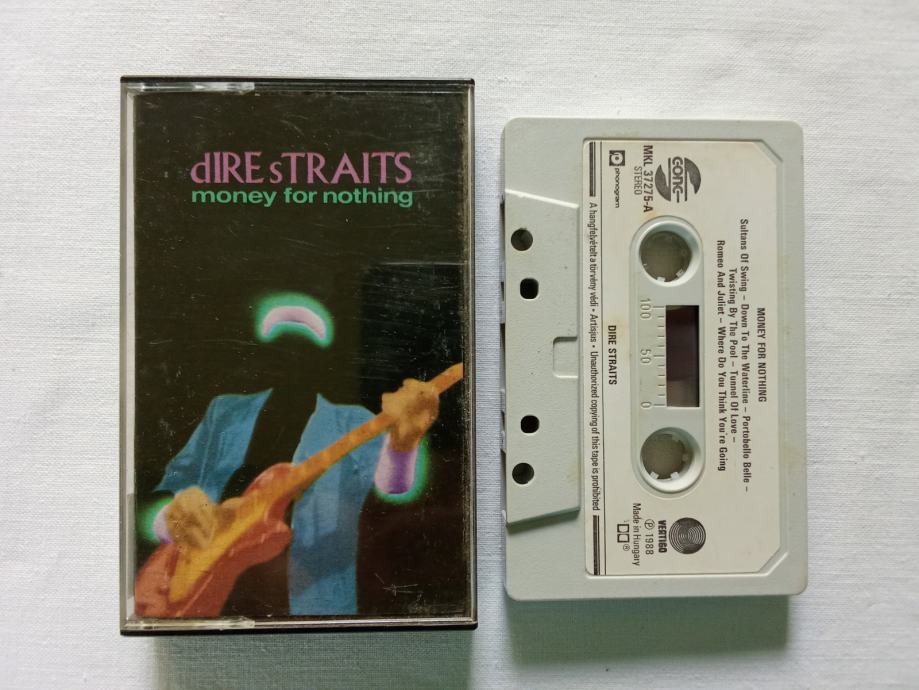 dIRE sTRAITS
money for nothing
GONG
MKL 37275-A
STEREO
phonogram
MONEY FOR NOTHING
Sultans Of Swing – Down To The Waterline – Portobello Belle –
Twisting By The Pool – Tunnel Of Love –
Romeo And Juliet – Where Do You Think You're Going
100 50 0
DIRE STRAITS
A hangfelvételt a törvény védi • Artisjus • Unauthorized copying of this tape is prohibited
VERTIGO
℗ 1988
Made in Hungary